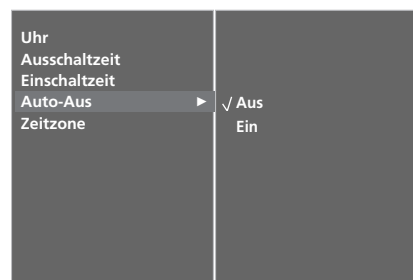 Uhr
Ausschaltzeit
Einschaltzeit
Auto-Aus ►
Zeitzone
√ Aus
Ein